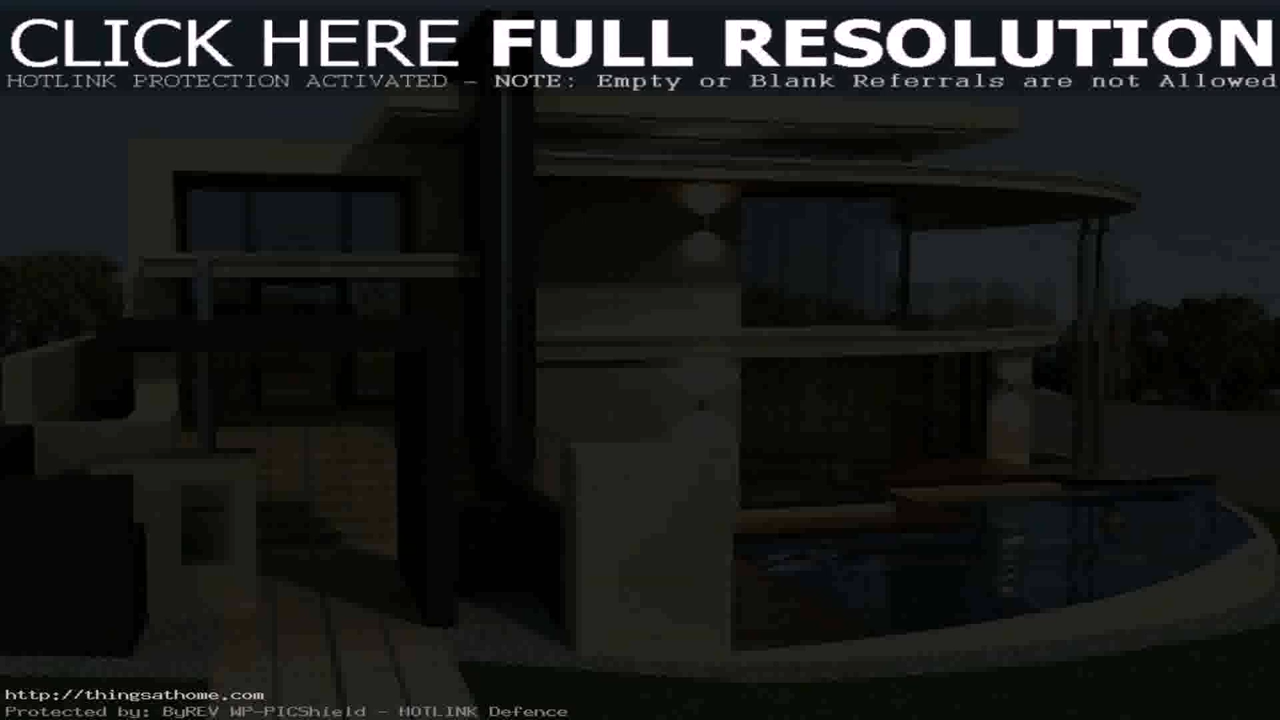 CLICK HERE FULL RESOLUTION
HOTLINK PROTECTION ACTIVATED - NOTE: Empty or Blank Referrals are not Allowed
http://thingsathome.com
Protected by: ByREV WP-PICShield - HOTLINK Defence